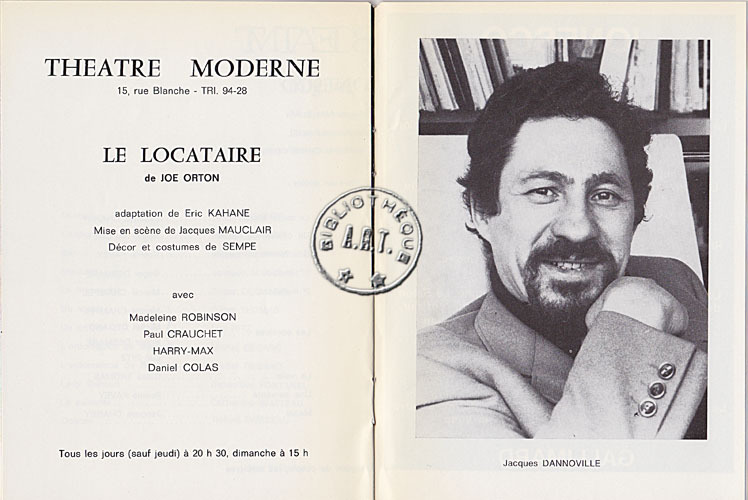 THEATRE MODERNE
15, rue Blanche - TRI. 94-28
LE LOCATAIRE
de JOE ORTON
adaptation de Eric KAHANE
Mise en scène de Jacques MAUCLAIR
Décor et costumes de SEMPE
avec
Madeleine ROBINSON
Paul CRAUCHET
HARRY-MAX
Daniel COLAS
Tous les jours (sauf jeudi) à 20 h 30, dimanche à 15 h
BIBLIOTHÈQUE
A.R.T.
Jacques DANNOVILLE